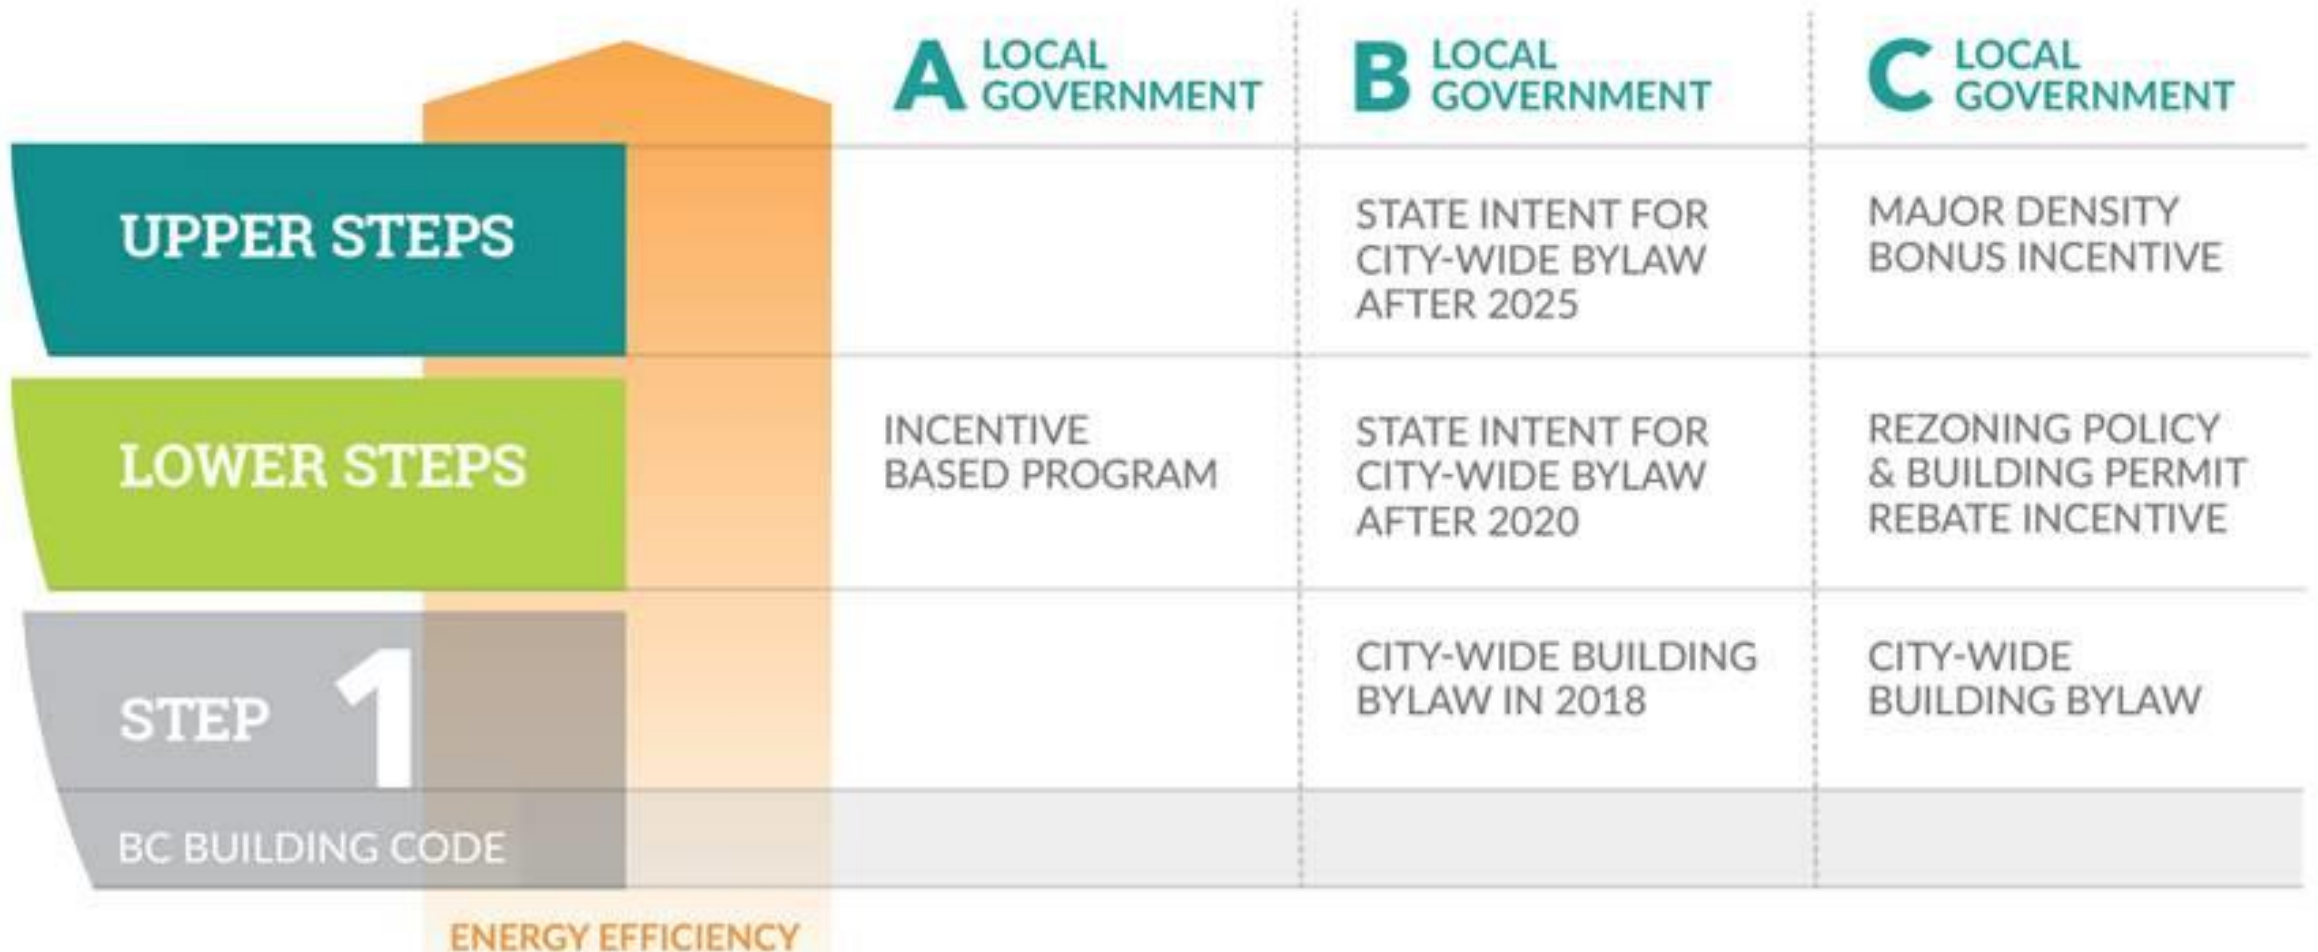 A LOCAL
GOVERNMENT
B LOCAL
GOVERNMENT
C LOCAL
GOVERNMENT
UPPER STEPS
STATE INTENT FOR
CITY-WIDE BYLAW
AFTER 2025
MAJOR DENSITY
BONUS INCENTIVE
LOWER STEPS
INCENTIVE
BASED PROGRAM
STATE INTENT FOR
CITY-WIDE BYLAW
AFTER 2020
REZONING POLICY
& BUILDING PERMIT
REBATE INCENTIVE
STEP 1
CITY-WIDE BUILDING
BYLAW IN 2018
CITY-WIDE
BUILDING BYLAW
BC BUILDING CODE
ENERGY EFFICIENCY